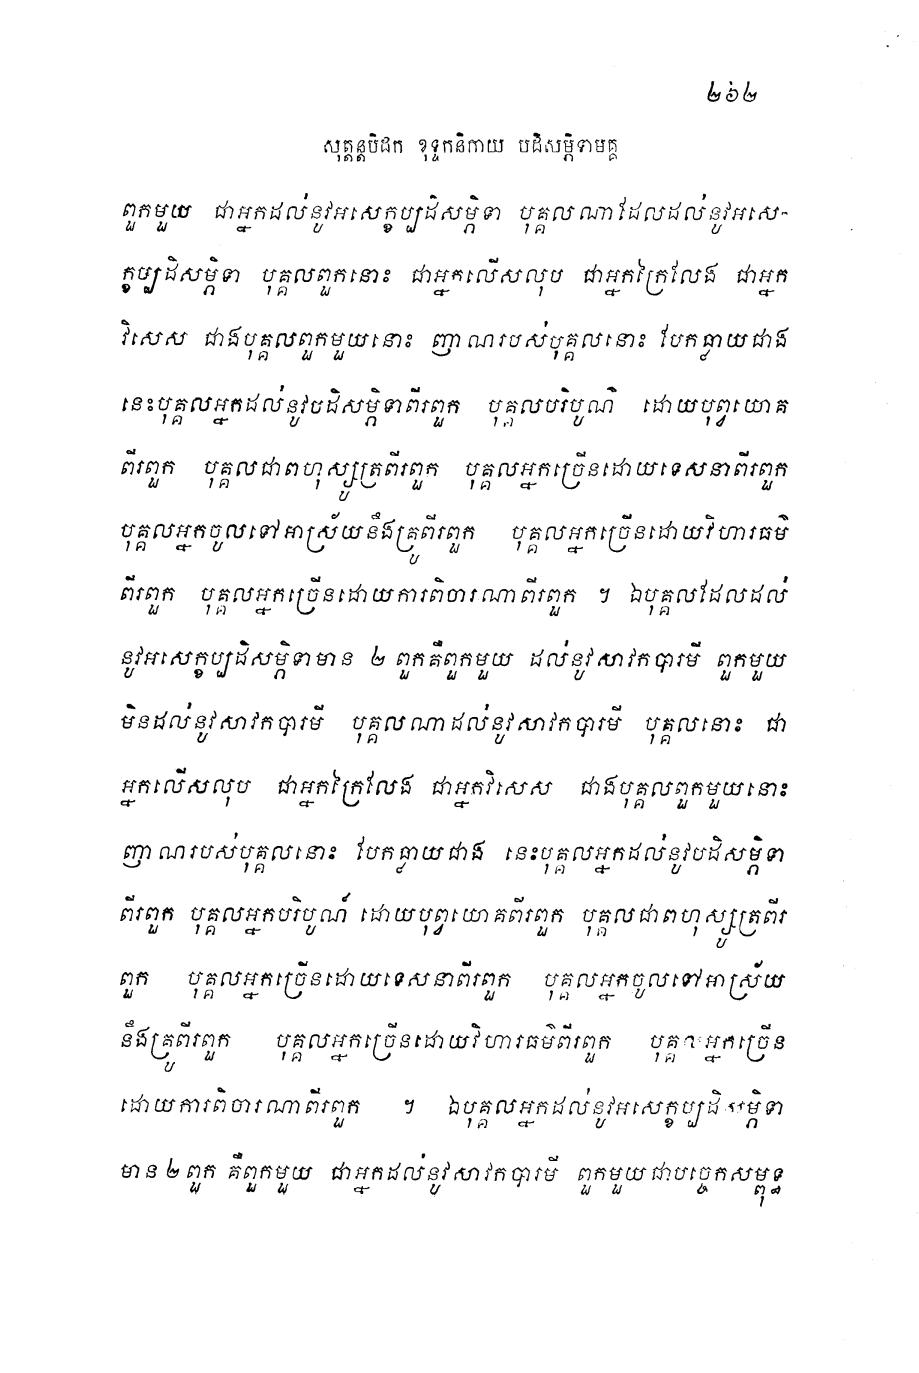 ២៦២
សុត្តន្តបិដក ខុទ្ទកនិកាយ បដិសម្ភិទាមគ្គ
ពួកមួយ ជាអ្នកដល់នូវអសេក្ខប្បដិសម្ភិទា បុគ្គលណាដែលដល់នូវអសេ-
ក្ខប្បដិសម្ភិទា បុគ្គលពួកនោះ ជាអ្នកលើសលុប ជាអ្នកក្រៃលែង ជាអ្នក
វិសេស ជាងបុគ្គលពួកមួយនោះ ញាណរបស់បុគ្គលនោះ បែកធ្លាយជាង
នេះបុគ្គលអ្នកដល់នូវបដិសម្ភិទាពីរពួក បុគ្គលបរិបូណ៌ ដោយបុព្វយោគ
ពីរពួក បុគ្គលជាពហុស្សូត្រពីរពួក បុគ្គលអ្នកច្រើនដោយទេសនាពីរពួក
បុគ្គលអ្នកចូលទៅអាស្រ័យនឹងគ្រូពីរពួក បុគ្គលអ្នកច្រើនដោយវិហារធម៌
ពីរពួក បុគ្គលអ្នកច្រើនដោយការពិចារណាពីរពួក ។ ឯបុគ្គលដែលដល់
នូវអសេក្ខប្បដិសម្ភិទាមាន ២ ពួកគឺពួកមួយ ដល់នូវសាវកបារមី ពួកមួយ
មិនដល់នូវសាវកបារមី បុគ្គលណាដល់នូវសាវកបារមី បុគ្គលនោះ ជា
អ្នកលើសលុប ជាអ្នកក្រៃលែង ជាអ្នកវិសេស ជាងបុគ្គលពួកមួយនោះ
ញាណរបស់បុគ្គលនោះ បែកធ្លាយជាង នេះបុគ្គលអ្នកដល់នូវបដិសម្ភិទា
ពីរពួក បុគ្គលអ្នកបរិបូណ៌ ដោយបុព្វយោគពីរពួក បុគ្គលជាពហុស្សូត្រពីរ
ពួក បុគ្គលអ្នកច្រើនដោយទេសនាពីរពួក បុគ្គលអ្នកចូលទៅអាស្រ័យ
នឹងគ្រូពីរពួក បុគ្គលអ្នកច្រើនដោយវិហារធម៌ពីរពួក បុគ្គលអ្នកច្រើន
ដោយការពិចារណាពីរពួក ។ ឯបុគ្គលអ្នកដល់នូវអសេក្ខប្បដិសម្ភិទា
មាន ២ ពួក គឺពួកមួយ ជាអ្នកដល់នូវសាវកបារមី ពួកមួយជាបច្ចេកសម្ពុទ្ធ